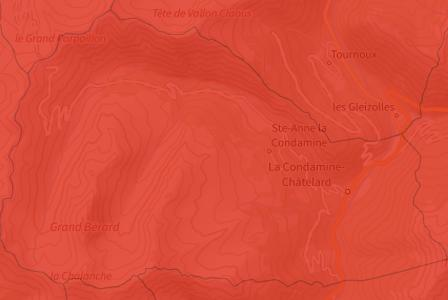 Tête de Vallon Claous
le Grand Parpaillon
Tournoux
les Gleizolles
Ste-Anne la
Condamine
La Condamine-
Châtelard
Grand Bérard
la Chalanche